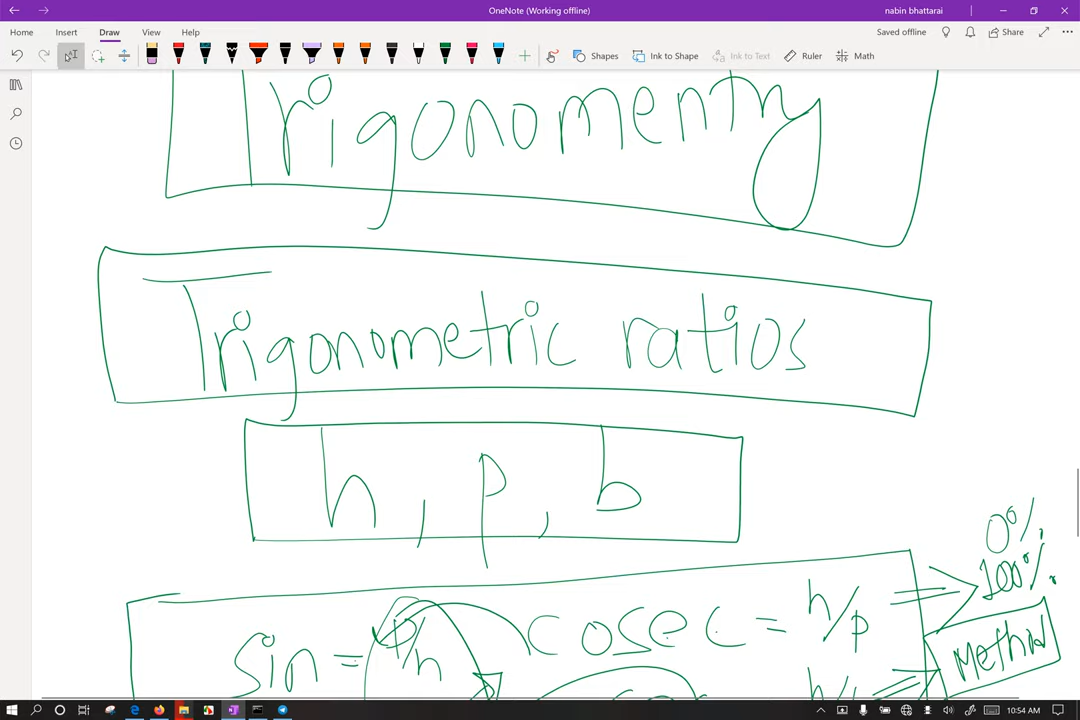 OneNote (Working offline)
nabin bhattarai
Home Insert Draw View Help
Saved offline
Share
Shapes Ink to Shape Ink to Text Ruler Math
Trigonomentry
Trigonometric ratios
h, p, b
0%
100%
sin = p/h cosec = h/p
Method
10:54 AM